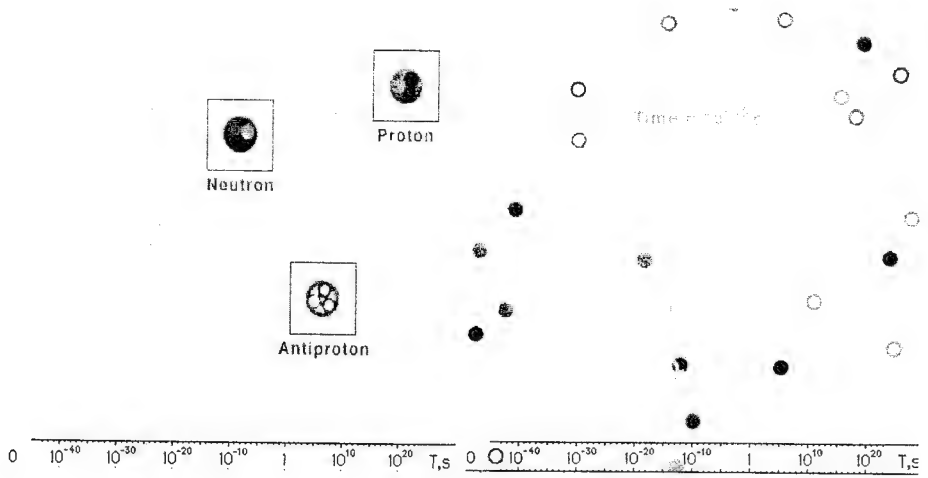 Proton
Neutron
Antiproton
0 10⁻⁴⁰ 10⁻³⁰ 10⁻²⁰ 10⁻¹⁰ 1 10¹⁰ 10²⁰ T,s
0 10⁻⁴⁰ 10⁻³⁰ 10⁻²⁰ 10⁻¹⁰ 1 10¹⁰ 10²⁰ T,s
Time